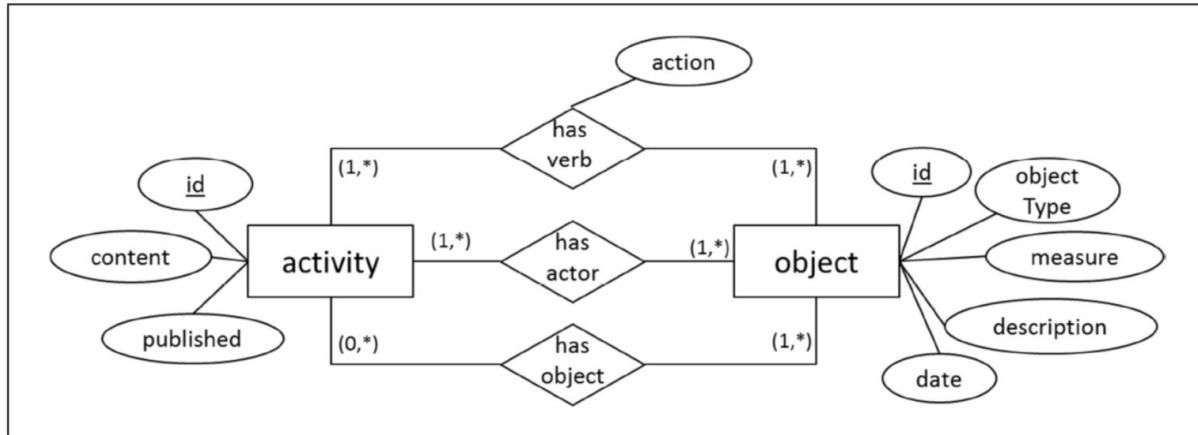 action
has
verb
(1,*)
(1,*)
id
id
object
Type
content
activity
(1,*)
has
actor
(1,*)
object
measure
published
(0,*)
has
object
(1,*)
description
date